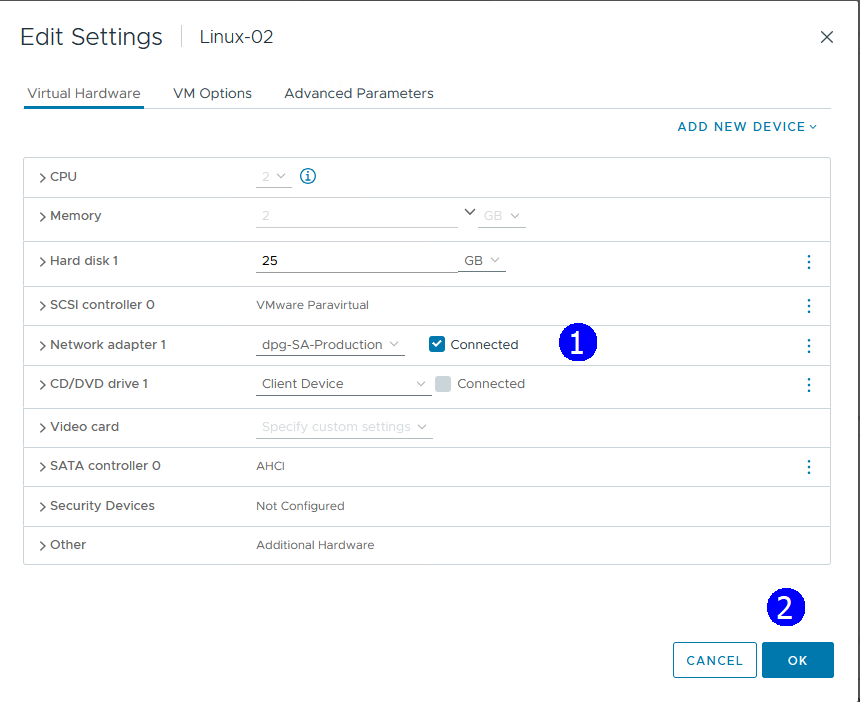 Edit Settings Linux-02
Virtual Hardware VM Options Advanced Parameters
ADD NEW DEVICE
CPU 2
Memory 2 GB
Hard disk 1 25 GB
SCSI controller 0 VMware Paravirtual
Network adapter 1 dpg-SA-Production Connected 1
CD/DVD drive 1 Client Device Connected
Video card Specify custom settings
SATA controller 0 AHCI
Security Devices Not Configured
Other Additional Hardware
2
CANCEL OK